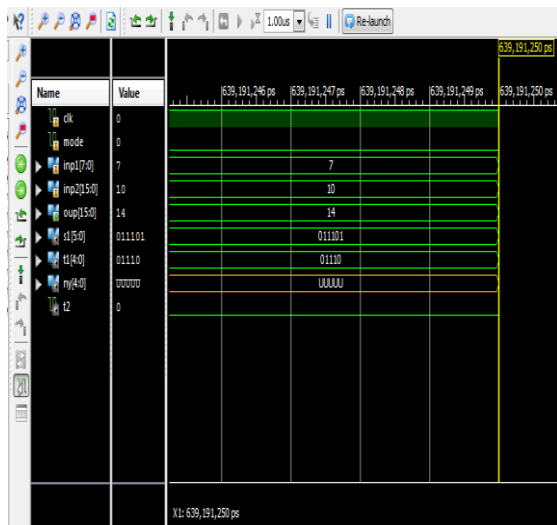 1.00us Re-launch
639,191,250 ps
Name Value 639,191,246 ps 639,191,247 ps 639,191,248 ps 639,191,249 ps 639,191,250 ps
clk 0
mode 0
inp1[7:0] 7 7
inp2[15:0] 10 10
oup[15:0] 14 14
s1[5:0] 011101 011101
t1[4:0] 01110 01110
ny[4:0] UUUUU UUUUU
t2 0
X1: 639,191,250 ps